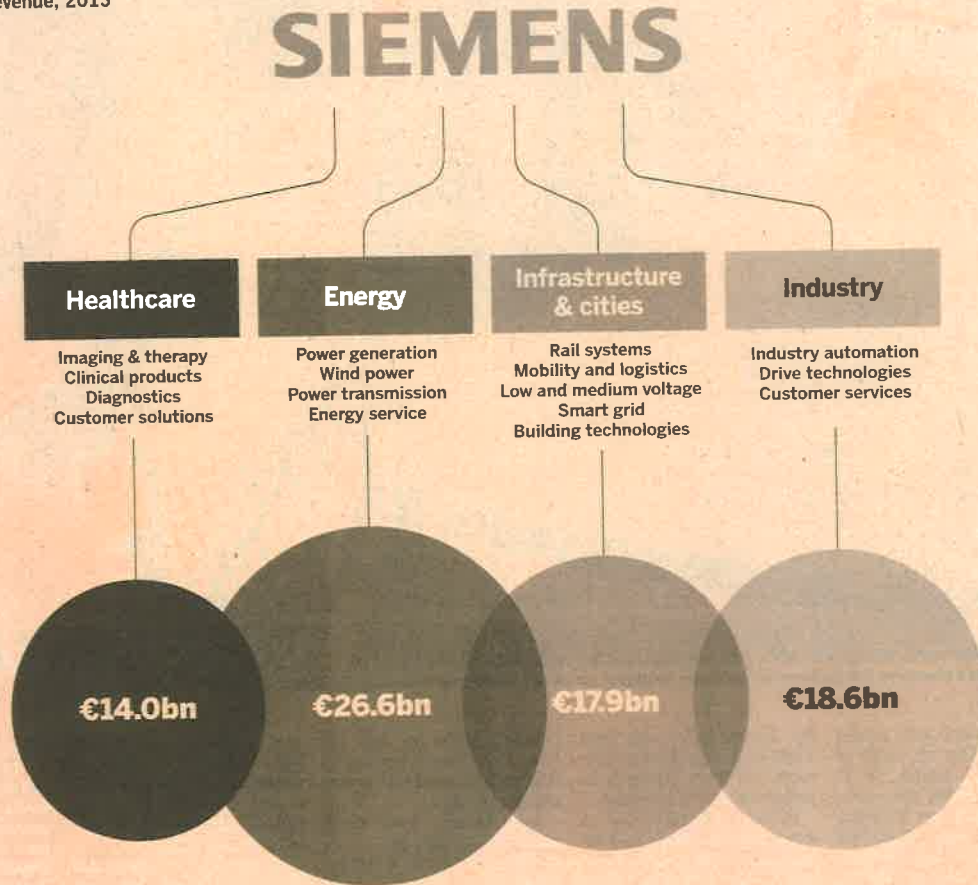 revenue, 2013
SIEMENS
Healthcare
Imaging & therapy
Clinical products
Diagnostics
Customer solutions
Energy
Power generation
Wind power
Power transmission
Energy service
Infrastructure
& cities
Rail systems
Mobility and logistics
Low and medium voltage
Smart grid
Building technologies
Industry
Industry automation
Drive technologies
Customer services
€14.0bn
€26.6bn
€17.9bn
€18.6bn